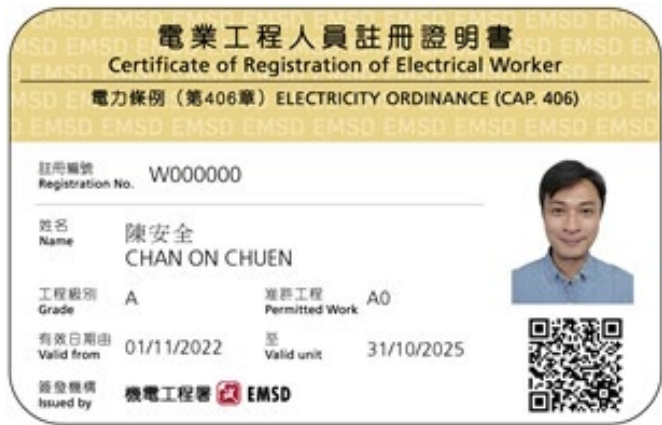 電業工程人員註冊證明書
Certificate of Registration of Electrical Worker
電力條例（第406章）ELECTRICITY ORDINANCE (CAP. 406)
註冊編號
Registration No. W000000
姓名
Name
陳安全
CHAN ON CHUEN
工程級別
Grade
A
准許工程
Permitted Work
A0
有效日期由
Valid from
01/11/2022
至
Valid unit
31/10/2025
簽發機構
Issued by
機電工程署 EMSD